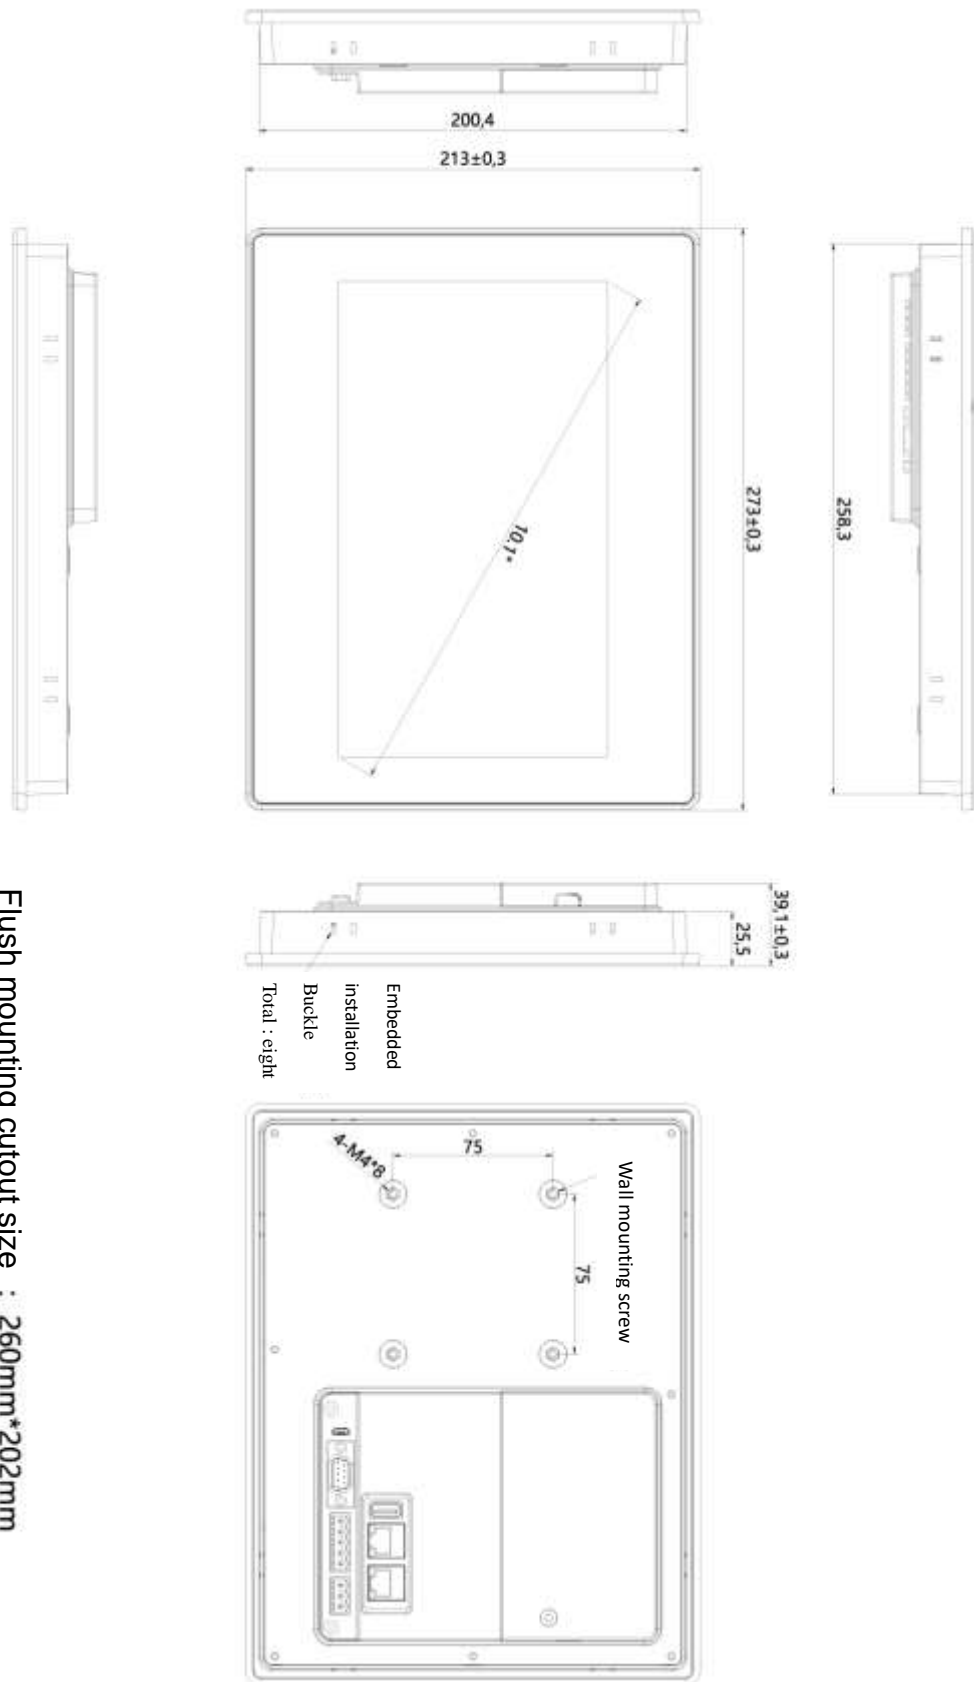 200,4
213±0,3
10.1"
273±0,3
258,3
39,1±0,3
25,5
Embedded
installation
Buckle
Total : eight
75
4-M4*8
75
Wall mounting screw
Flush mounting cutout size : 260mm*202mm